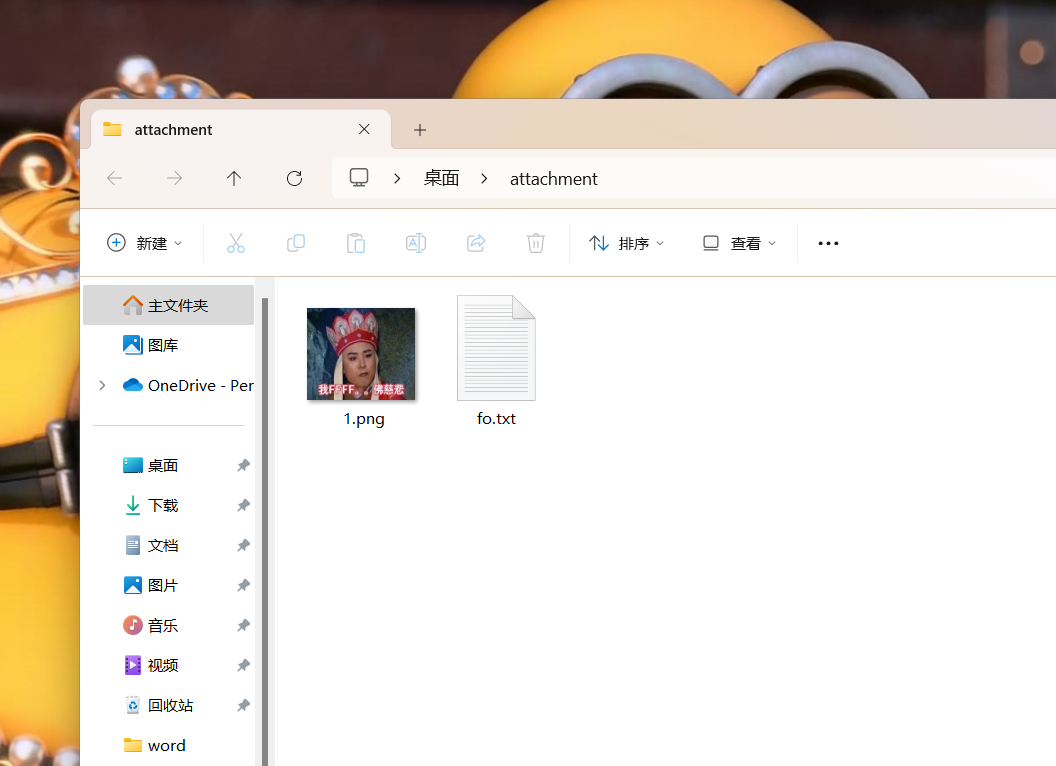 attachment
桌面 attachment
新建 排序 查看
主文件夹
图库
OneDrive - Per
桌面
下载
文档
图片
音乐
视频
回收站
word
我FFFF。。佛慈悲
1.png
fo.txt